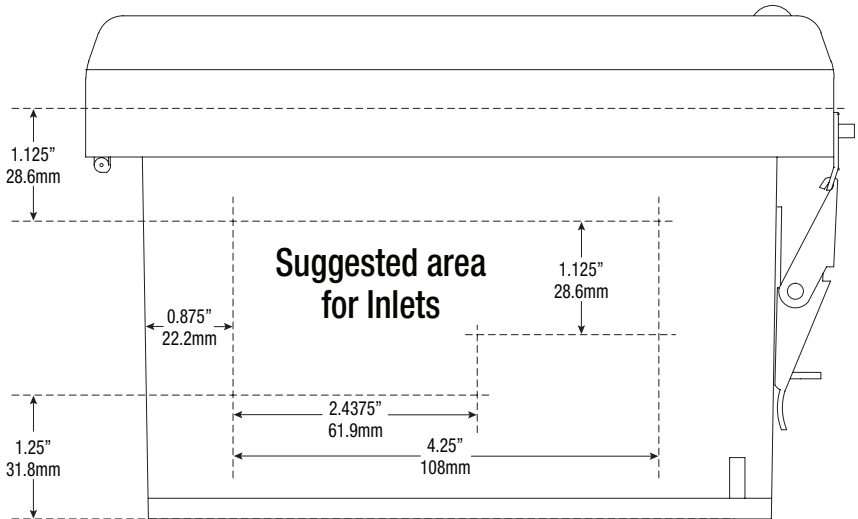 1.125”
28.6mm
Suggested area
for Inlets
1.125”
28.6mm
0.875”
22.2mm
2.4375”
61.9mm
1.25”
31.8mm
4.25”
108mm